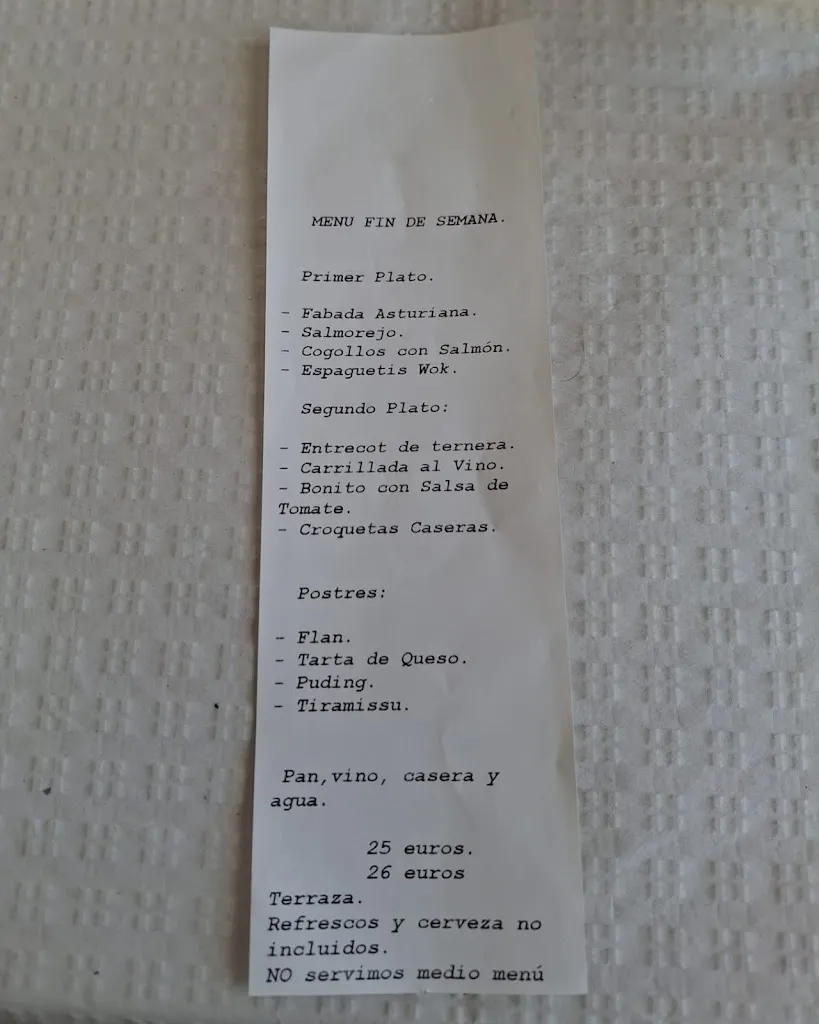 MENU FIN DE SEMANA.
Primer Plato.
- Fabada Asturiana.
- Salmorejo.
- Cogollos con Salmón.
- Espaguetis Wok.
Segundo Plato:
- Entrecot de ternera.
- Carrillada al Vino.
- Bonito con Salsa de
Tomate.
- Croquetas Caseras.
Postres:
- Flan.
- Tarta de Queso.
- Puding.
- Tiramissu.
Pan,vino, casera y
agua.
25 euros.
26 euros
Terraza.
Refrescos y cerveza no
incluidos.
NO servimos medio menú